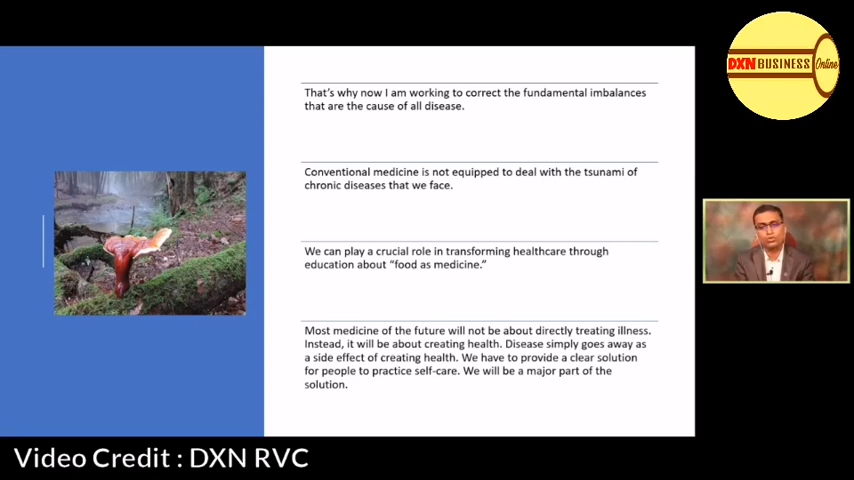 DXN BUSINESS Online
That's why now I am working to correct the fundamental imbalances
that are the cause of all disease.
Conventional medicine is not equipped to deal with the tsunami of
chronic diseases that we face.
We can play a crucial role in transforming healthcare through
education about “food as medicine.”
Most medicine of the future will not be about directly treating illness.
Instead, it will be about creating health. Disease simply goes away as
a side effect of creating health. We have to provide a clear solution
for people to practice self-care. We will be a major part of the
solution.
Video Credit : DXN RVC